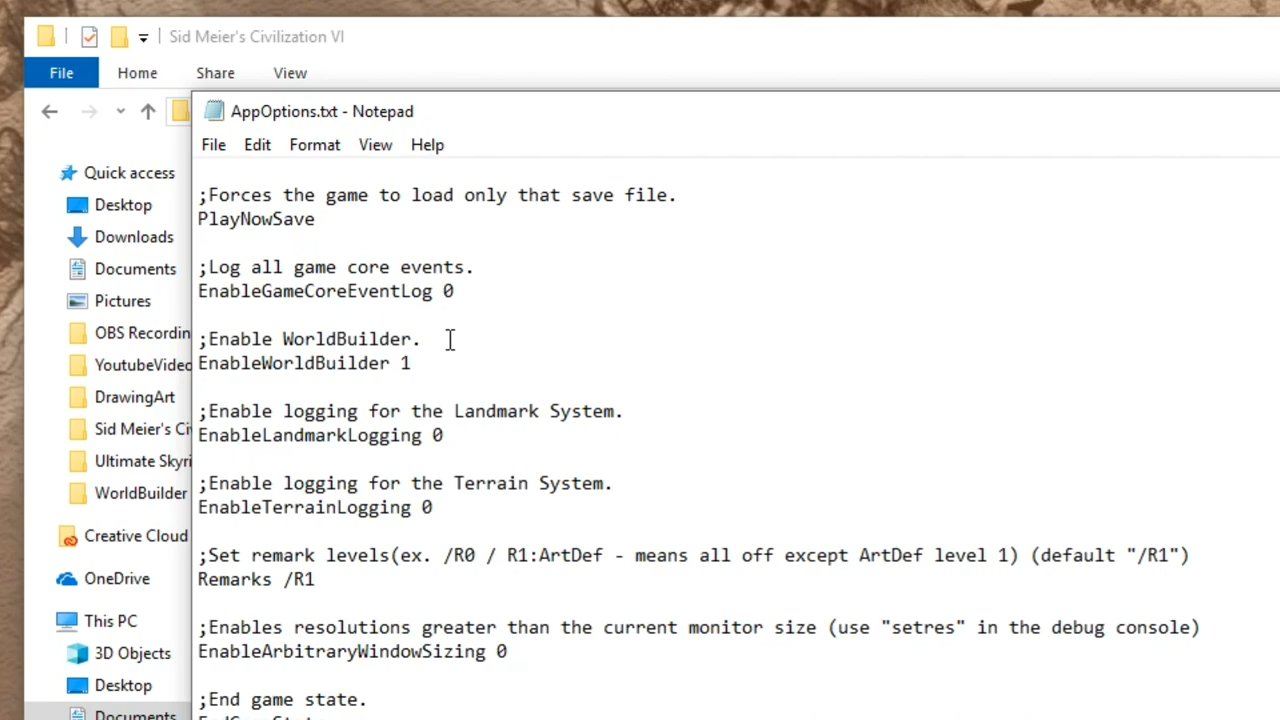 Sid Meier's Civilization VI
File Home Share View
AppOptions.txt - Notepad
File Edit Format View Help
Quick access
Desktop
Downloads
Documents
Pictures
OBS Recordin
YoutubeVideo
DrawingArt
Sid Meier's Ci
Ultimate Skyri
WorldBuilder
Creative Cloud
OneDrive
This PC
3D Objects
Desktop
Documents
;Forces the game to load only that save file.
PlayNowSave
;Log all game core events.
EnableGameCoreEventLog 0
;Enable WorldBuilder.
EnableWorldBuilder 1
;Enable logging for the Landmark System.
EnableLandmarkLogging 0
;Enable logging for the Terrain System.
EnableTerrainLogging 0
;Set remark levels(ex. /R0 / R1:ArtDef - means all off except ArtDef level 1) (default "/R1")
Remarks /R1
;Enables resolutions greater than the current monitor size (use "setres" in the debug console)
EnableArbitraryWindowSizing 0
;End game state.